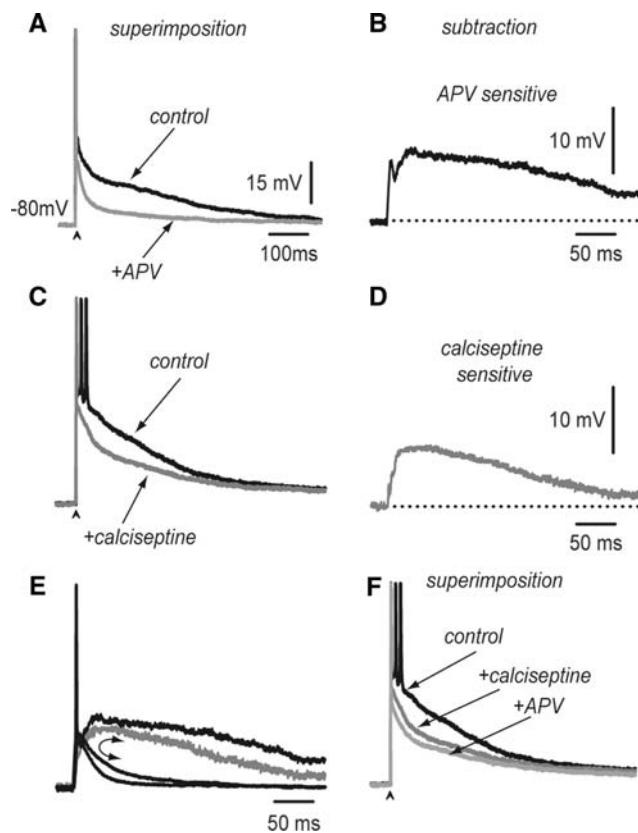 A
superimposition
control
15 mV
-80mV
+APV
100ms
B
subtraction
APV sensitive
10 mV
50 ms
C
control
+calciseptine
D
calciseptine
sensitive
10 mV
50 ms
E
50 ms
F
superimposition
control
+calciseptine
+APV